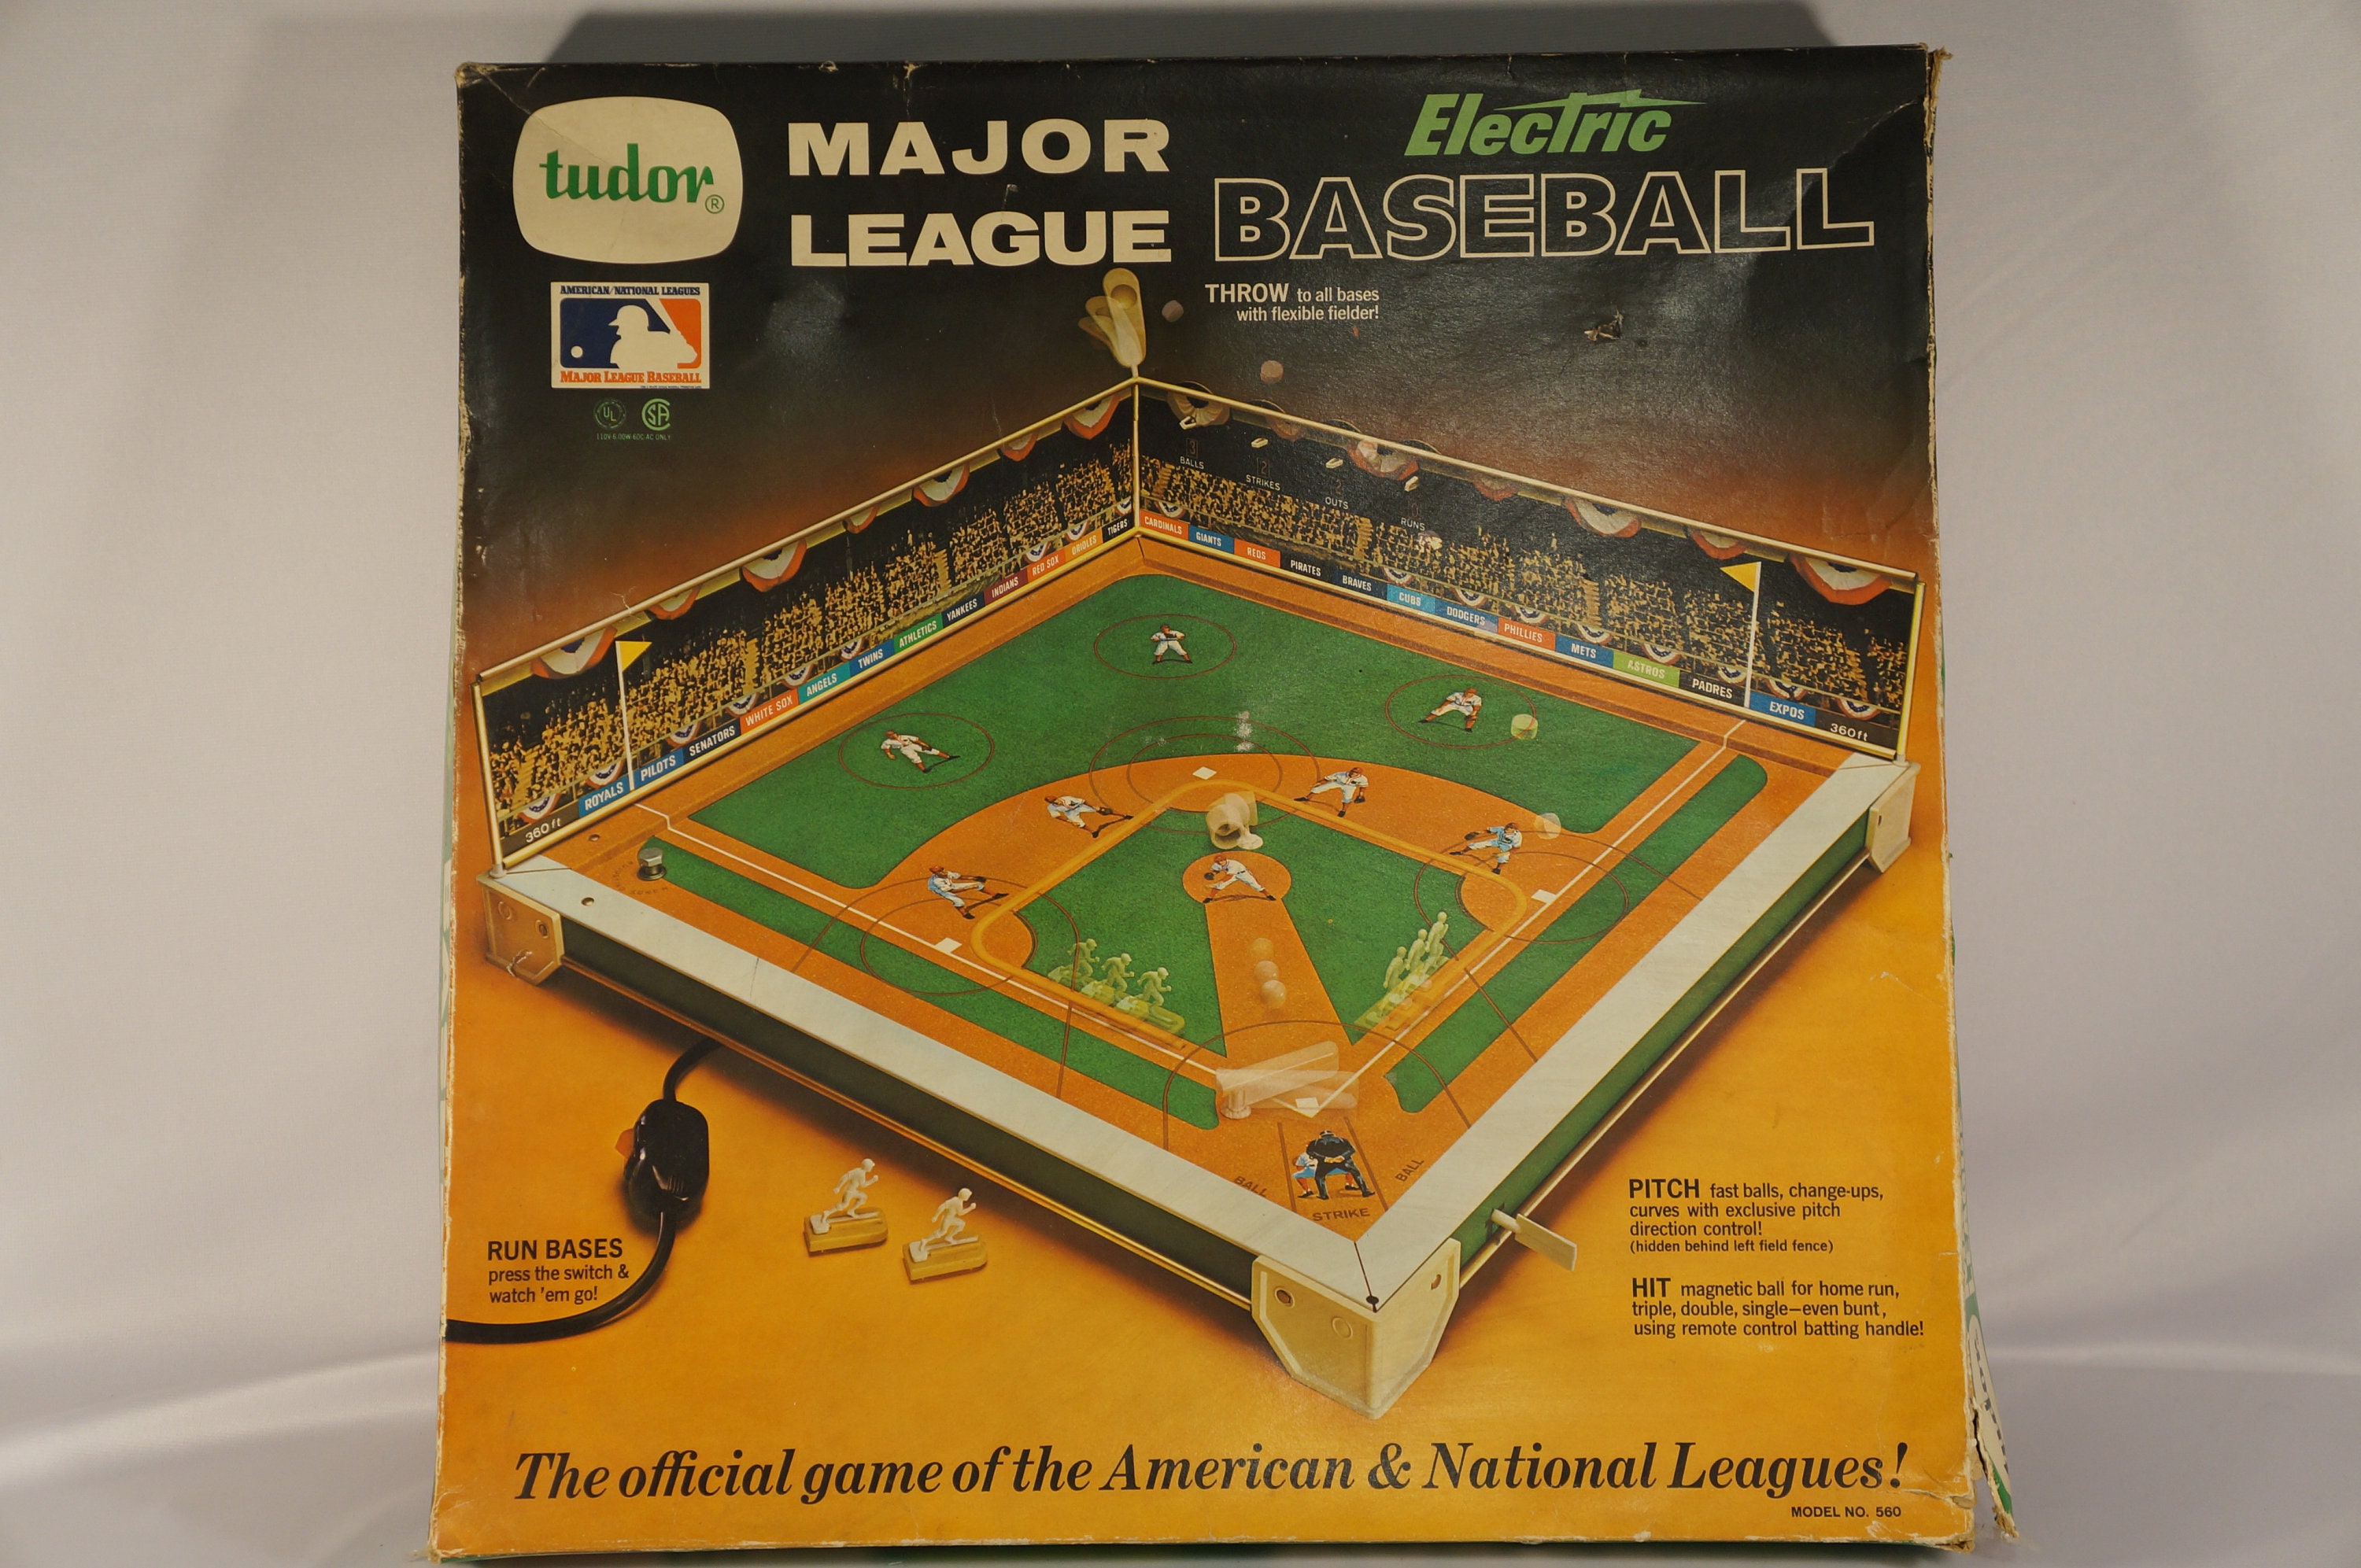 tudor®
MAJOR
LEAGUE
Electric
BASEBALL
AMERICAN/NATIONAL LEAGUES
MAJOR LEAGUE BASEBALL
UL
SA
THROW to all bases
with flexible fielder!
BALLS
STRIKES
OUTS
RUNS
360 ft
ROYALS
PILOTS
SENATORS
WHITE SOX
ANGELS
TWINS
ATHLETICS
YANKEES
INDIANS
RED SOX
ORIOLES
TIGERS
CARDINALS
GIANTS
REDS
PIRATES
BRAVES
CUBS
DODGERS
PHILLIES
METS
ASTROS
PADRES
EXPOS
360 ft
BALL
STRIKE
BALL
RUN BASES
press the switch &
watch 'em go!
PITCH fast balls, change-ups,
curves with exclusive pitch
direction control!
(hidden behind left field fence)
HIT magnetic ball for home run,
triple, double, single—even bunt,
using remote control batting handle!
The official game of the American & National Leagues!
MODEL NO. 560